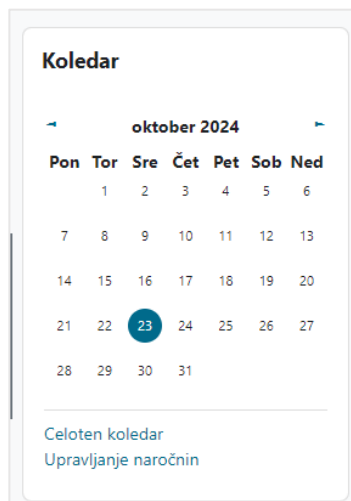 Koledar
oktober 2024
Pon Tor Sre Čet Pet Sob Ned
1 2 3 4 5 6
7 8 9 10 11 12 13
14 15 16 17 18 19 20
21 22 23 24 25 26 27
28 29 30 31
Celoten koledar
Upravljanje naročnin